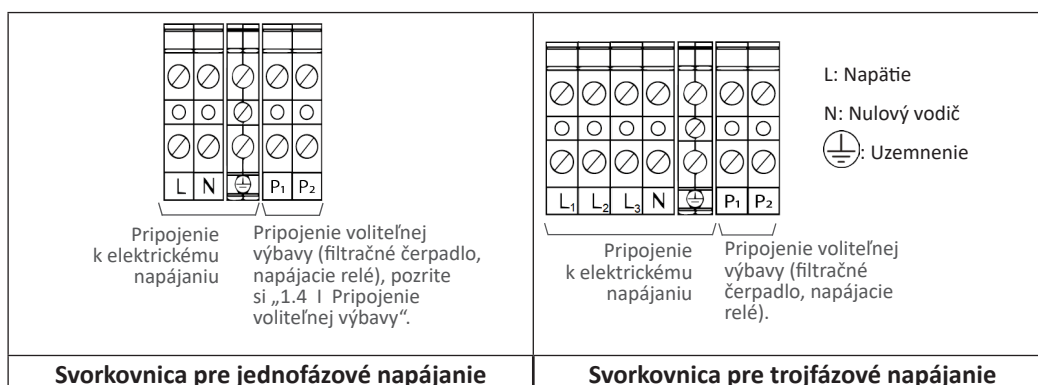 L N P₁ P₂
Pripojenie
k elektrickému
napájaniu
Pripojenie voliteľnej
výbavy (filtračné čerpadlo,
napájacie relé), pozrite
si „1.4 I Pripojenie
voliteľnej výbavy“.
Svorkovnica pre jednofázové napájanie
L₁ L₂ L₃ N P₁ P₂
Pripojenie
k elektrickému
napájaniu
Pripojenie voliteľnej
výbavy (filtračné
čerpadlo, napájacie
relé).
L: Napätie
N: Nulový vodič
: Uzemnenie
Svorkovnica pre trojfázové napájanie